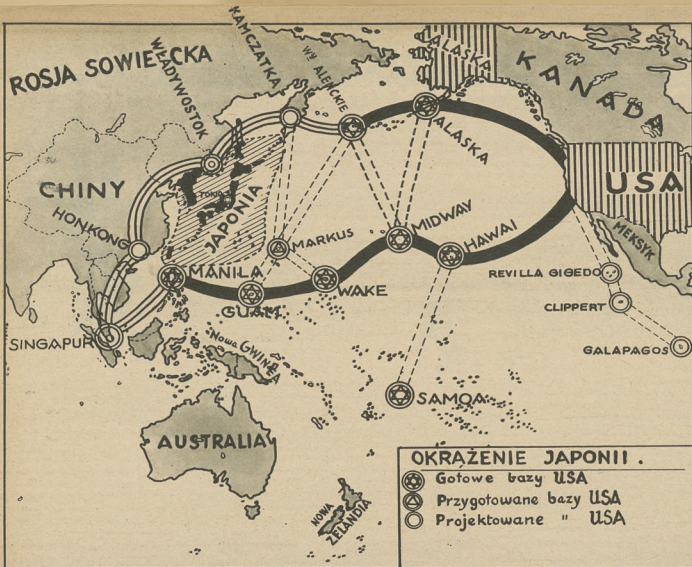 KAMCZATKA
ROSJA SOWIECKA
WŁADYWOSTOK
WY ALEUCKIE
ALASKA
KANADA
ALASKA
CHINY
TOKIO
JAPONIA
USA
HONKONG
MARKUS
MIDWAY
HAWAI
MEKSYK
MANILA
WAKE
REVILLA GIGEDO
GUAM
CLIPPERT
SINGAPUR
Nowa GWINEA
GALAPAGOS
SAMOA
AUSTRALIA
NOWA
ZELANDIA
OKRĄŻENIE JAPONII.
Gotowe bazy USA
Przygotowane bazy USA
Projektowane " USA